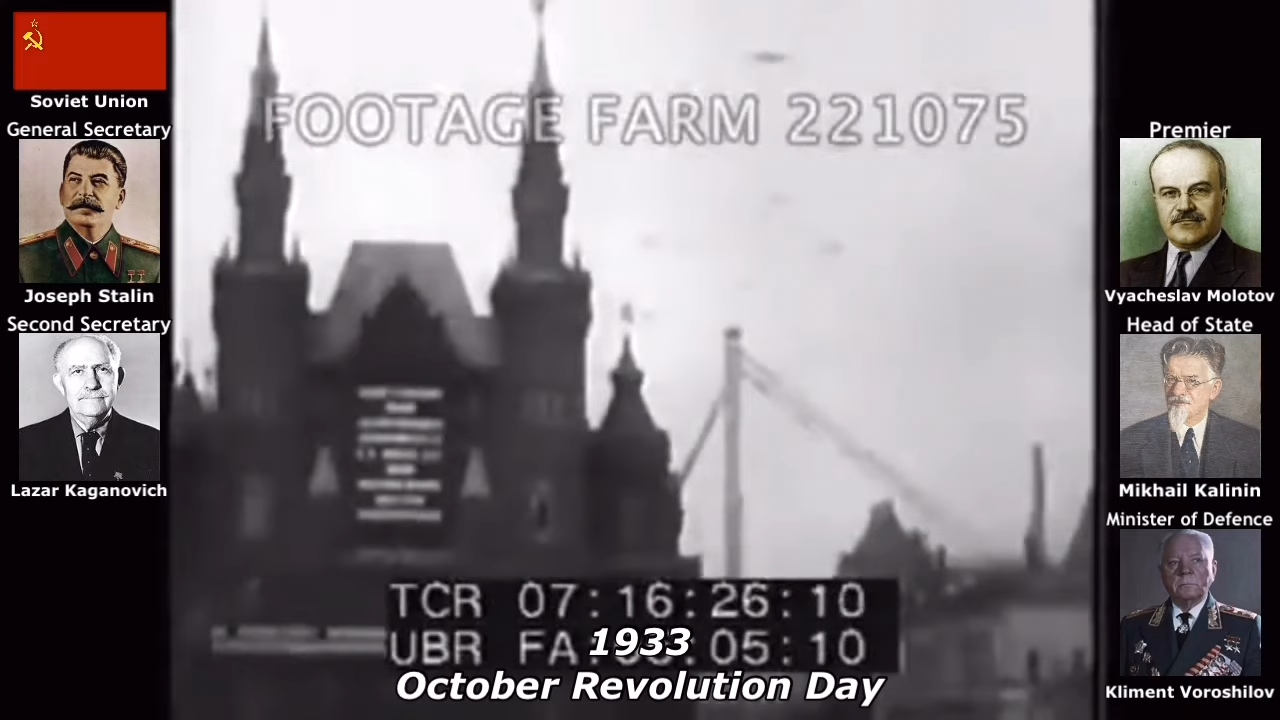 Soviet Union
General Secretary
Joseph Stalin
Second Secretary
Lazar Kaganovich
FOOTAGE FARM 221075
TCR 07:16:26:10
UBR FA: :05:10
1933
October Revolution Day
Premier
Vyacheslav Molotov
Head of State
Mikhail Kalinin
Minister of Defence
Kliment Voroshilov